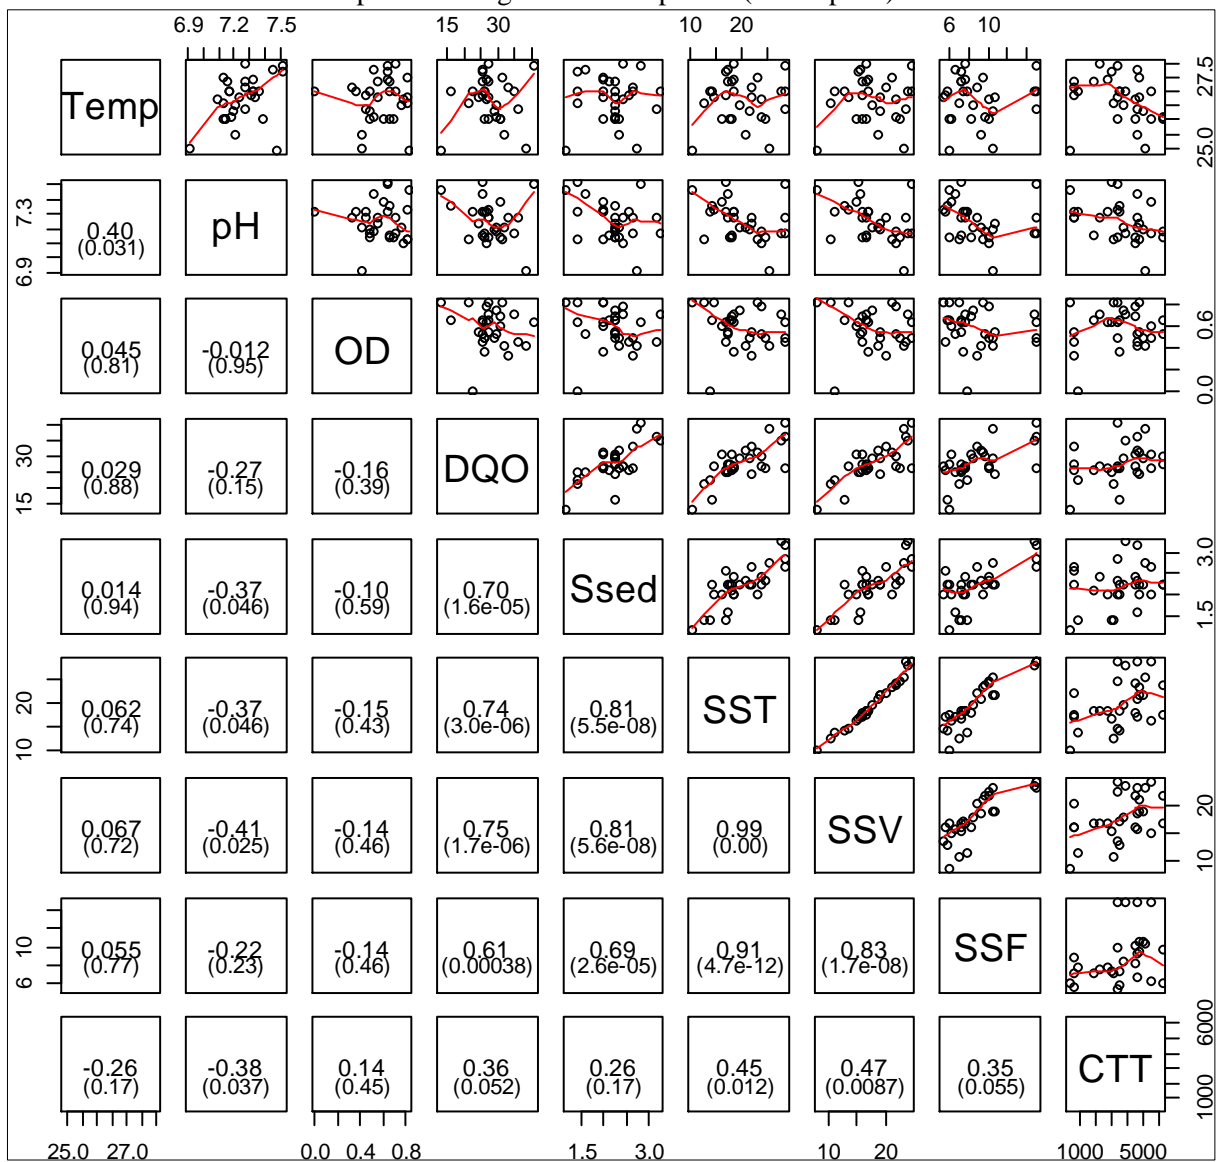 6.9 7.2 7.5 15 30 10 20 6 10
Temp 25.0 27.5
0.40 pH 6.9 7.3
(0.031)
0.045 -0.012 OD 0.0 0.6
(0.81) (0.95)
0.029 -0.27 -0.16 DQO 15 30
(0.88) (0.15) (0.39)
0.014 -0.37 -0.10 0.70 Ssed 1.5 3.0
(0.94) (0.046) (0.59) (1.6e-05)
0.062 -0.37 -0.15 0.74 0.81 SST 10 20
(0.74) (0.046) (0.43) (3.0e-06) (5.5e-08)
0.067 -0.41 -0.14 0.75 0.81 0.99 SSV 10 20
(0.72) (0.025) (0.46) (1.7e-06) (5.6e-08) (0.00)
0.055 -0.22 -0.14 0.61 0.69 0.91 0.83 SSF 6 10
(0.77) (0.23) (0.46) (0.00038) (2.6e-05) (4.7e-12) (1.7e-08)
-0.26 -0.38 0.14 0.36 0.26 0.45 0.47 0.35 CTT 1000 6000
(0.17) (0.037) (0.45) (0.052) (0.17) (0.012) (0.0087) (0.055)
25.0 27.0 0.0 0.4 0.8 1.5 3.0 10 20 1000 5000